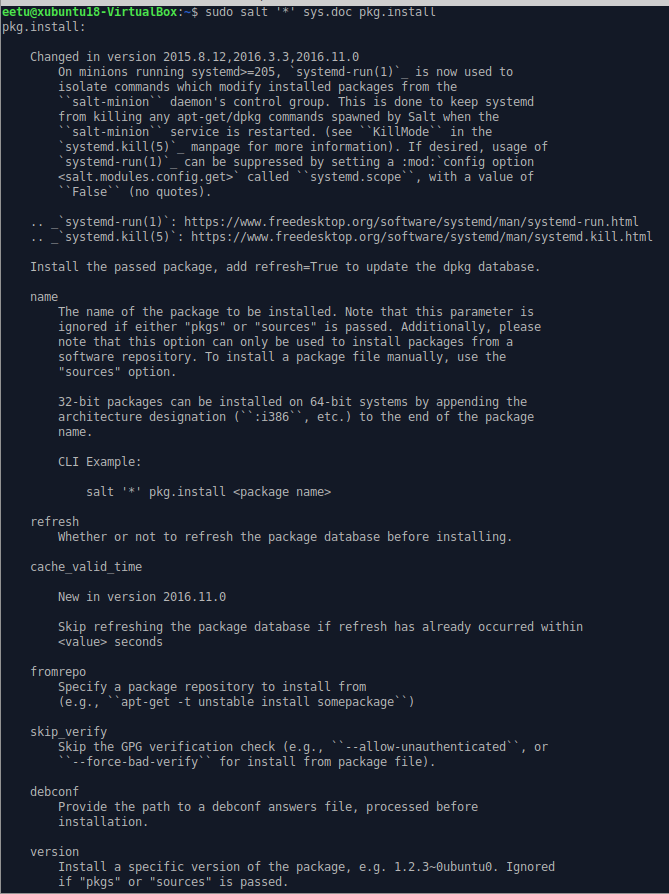 eetu@xubuntu18-VirtualBox:~$ sudo salt '*' sys.doc pkg.install
pkg.install:
Changed in version 2015.8.12,2016.3.3,2016.11.0
On minions running systemd>=205, `systemd-run(1)`_ is now used to
isolate commands which modify installed packages from the
``salt-minion`` daemon's control group. This is done to keep systemd
from killing any apt-get/dpkg commands spawned by Salt when the
``salt-minion`` service is restarted. (see ``KillMode`` in the
`systemd.kill(5)`_ manpage for more information). If desired, usage of
`systemd-run(1)`_ can be suppressed by setting a :mod:`config option
<salt.modules.config.get>` called ``systemd.scope``, with a value of
``False`` (no quotes).
.. _`systemd-run(1)`: https://www.freedesktop.org/software/systemd/man/systemd-run.html
.. _`systemd.kill(5)`: https://www.freedesktop.org/software/systemd/man/systemd.kill.html
Install the passed package, add refresh=True to update the dpkg database.
name
The name of the package to be installed. Note that this parameter is
ignored if either "pkgs" or "sources" is passed. Additionally, please
note that this option can only be used to install packages from a
software repository. To install a package file manually, use the
"sources" option.
32-bit packages can be installed on 64-bit systems by appending the
architecture designation (``:i386``, etc.) to the end of the package
name.
CLI Example:
salt '*' pkg.install <package name>
refresh
Whether or not to refresh the package database before installing.
cache_valid_time
New in version 2016.11.0
Skip refreshing the package database if refresh has already occurred within
<value> seconds
fromrepo
Specify a package repository to install from
(e.g., ``apt-get -t unstable install somepackage``)
skip_verify
Skip the GPG verification check (e.g., ``--allow-unauthenticated``, or
``--force-bad-verify`` for install from package file).
debconf
Provide the path to a debconf answers file, processed before
installation.
version
Install a specific version of the package, e.g. 1.2.3~0ubuntu0. Ignored
if "pkgs" or "sources" is passed.